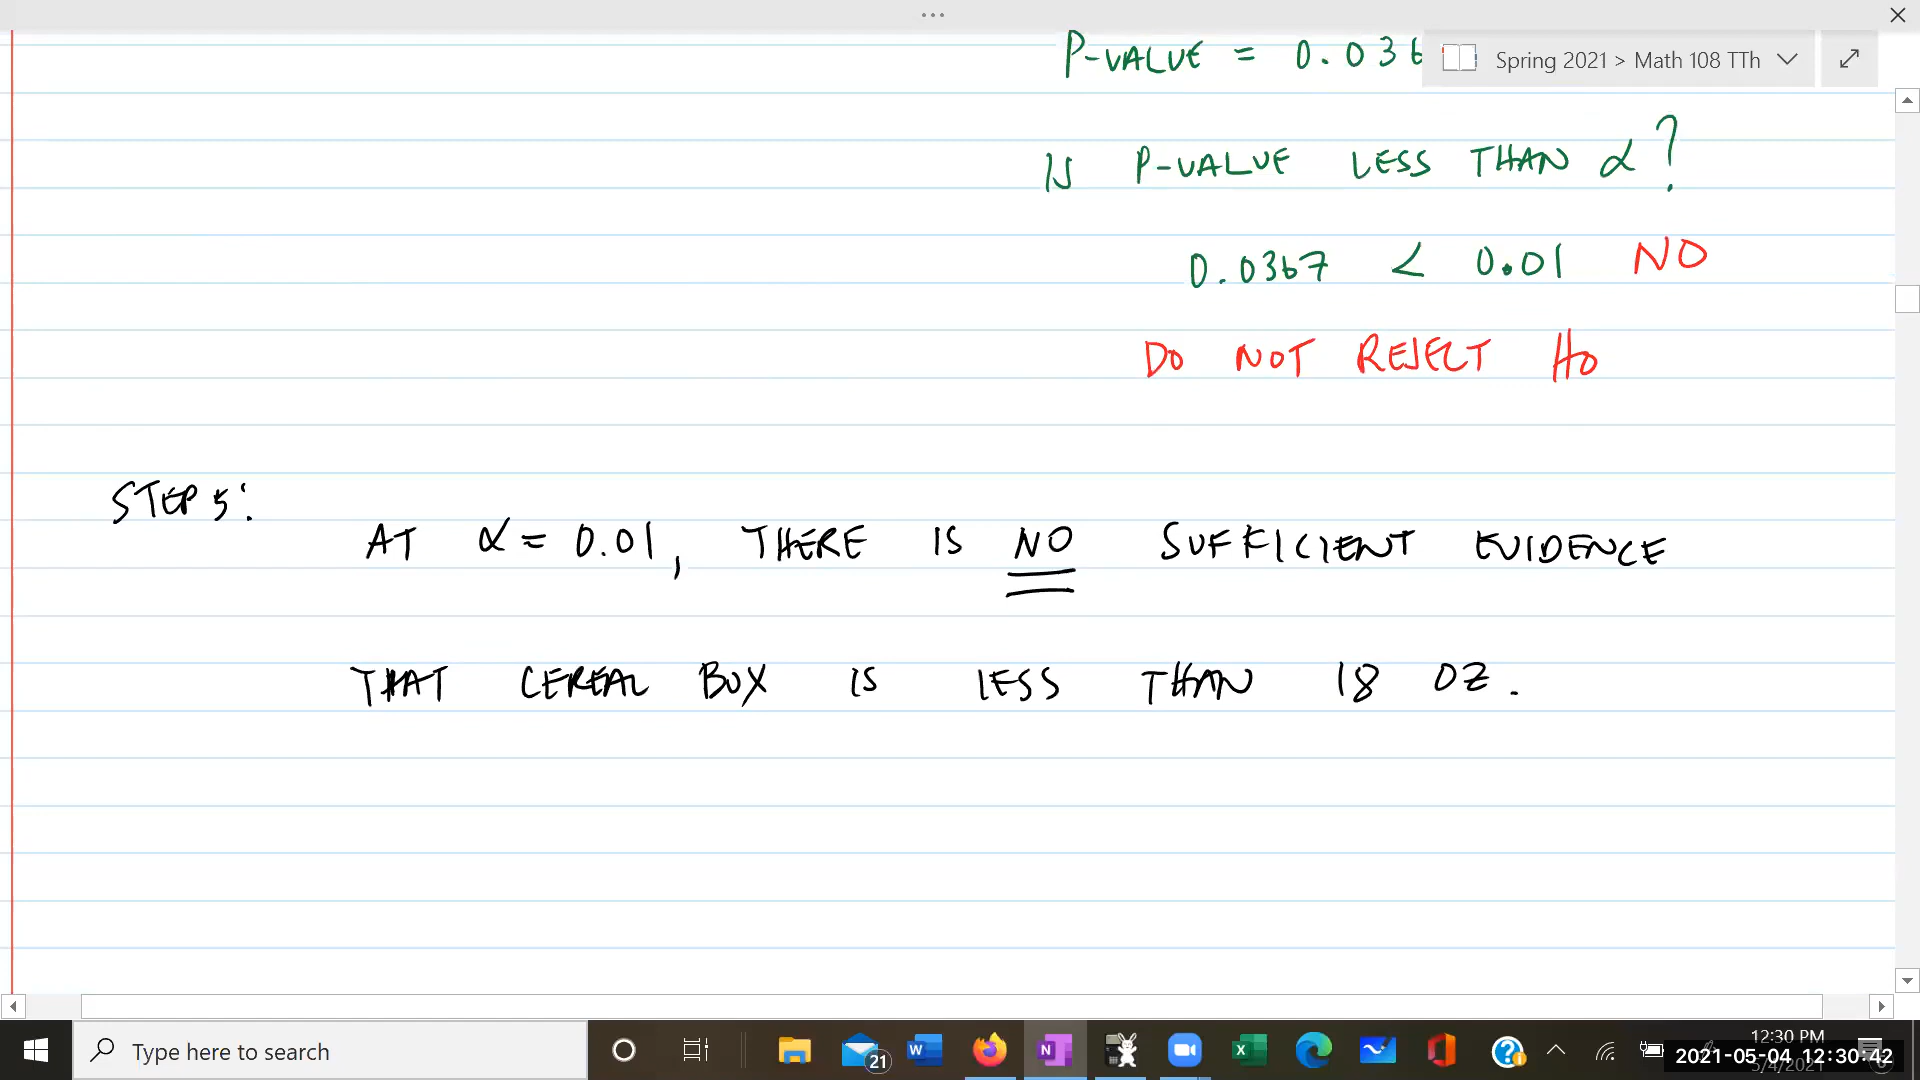 P-VALUE = 0.036
Spring 2021 > Math 108 TTh
IS P-VALUE LESS THAN α?
0.0367 < 0.01 NO
DO NOT REJECT H0
STEP 5:
AT α = 0.01, THERE IS NO SUFFICIENT EVIDENCE
THAT CEREAL BOX IS LESS THAN 18 OZ.
Type here to search
21
12:30 PM
2021-05-04 12:30:42